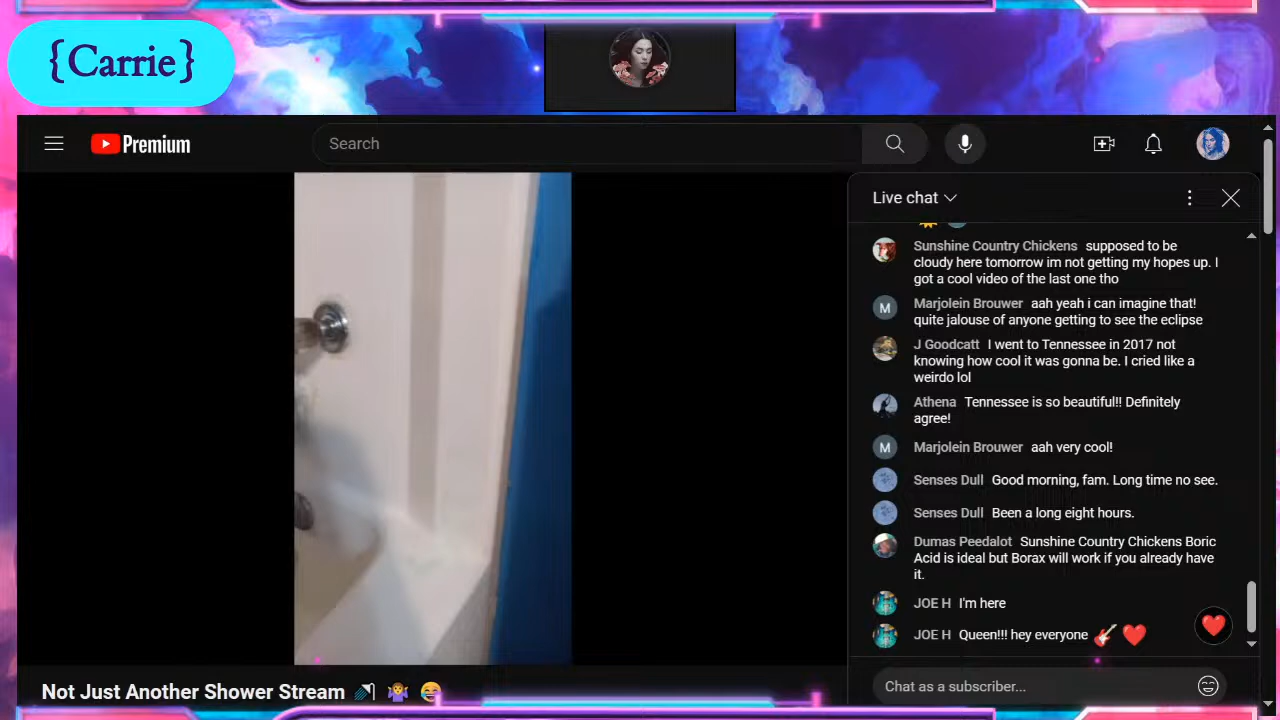 {Carrie}
Premium
Search
Live chat
Sunshine Country Chickens supposed to be
cloudy here tomorrow im not getting my hopes up. I
got a cool video of the last one tho
Marjolein Brouwer aah yeah i can imagine that!
quite jalouse of anyone getting to see the eclipse
J Goodcatt I went to Tennessee in 2017 not
knowing how cool it was gonna be. I cried like a
weirdo lol
Athena Tennessee is so beautiful!! Definitely
agree!
M
Marjolein Brouwer aah very cool!
Senses Dull Good morning, fam. Long time no see.
Senses Dull Been a long eight hours.
Dumas Peedalot Sunshine Country Chickens Boric
Acid is ideal but Borax will work if you already have
it.
JOE H I'm here
JOE H Queen!!! hey everyone 🎸 ❤️
Not Just Another Shower Stream 🚿 🤷‍♀️ 😂
Chat as a subscriber...